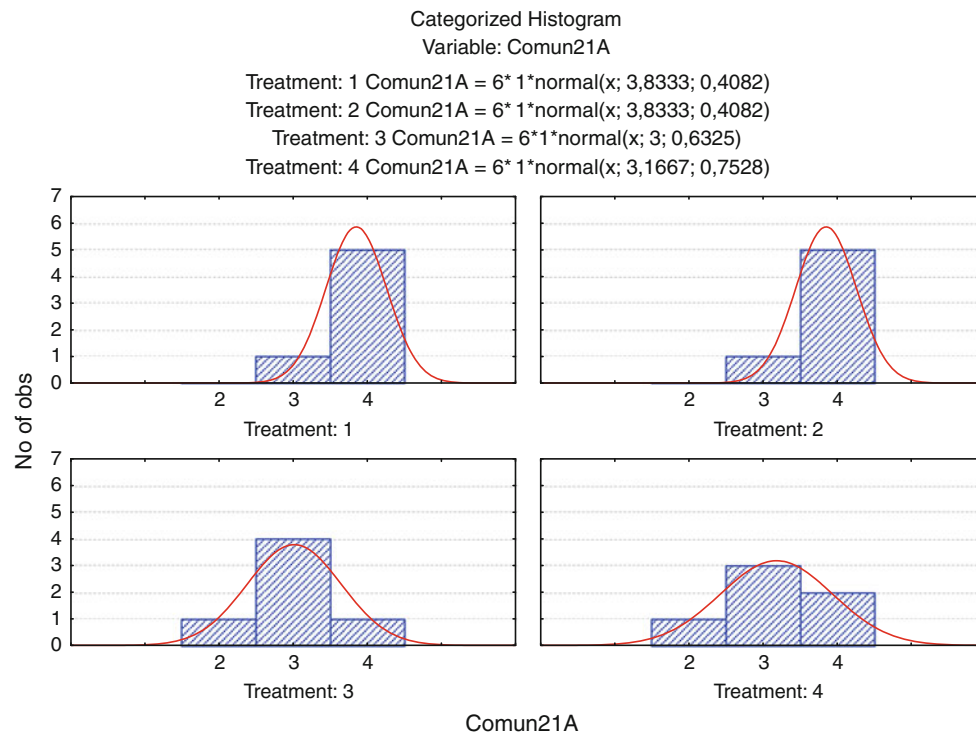 Categorized Histogram
Variable: Comun21A
Treatment: 1 Comun21A = 6* 1*normal(x; 3,8333; 0,4082)
Treatment: 2 Comun21A = 6* 1*normal(x; 3,8333; 0,4082)
Treatment: 3 Comun21A = 6*1*normal(x; 3; 0,6325)
Treatment: 4 Comun21A = 6* 1*normal(x; 3,1667; 0,7528)
No of obs
7
6
5
4
3
2
1
0
2 3 4
Treatment: 1
2 3 4
Treatment: 2
7
6
5
4
3
2
1
0
2 3 4
Treatment: 3
2 3 4
Treatment: 4
Comun21A